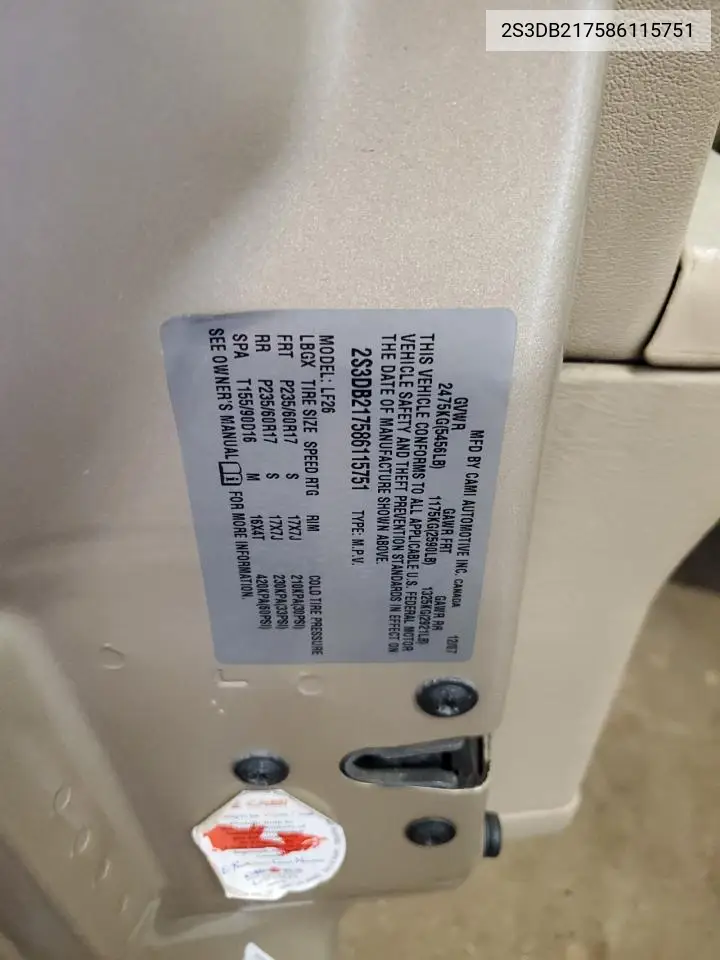 2S3DB217586115751
MFD BY CAMI AUTOMOTIVE INC. CANADA 12/07
GVWR GAWR FRT GAWR RR
2475KG(5456LB) 1175KG(2590LB) 1325KG(2921LB)
THIS VEHICLE CONFORMS TO ALL APPLICABLE U.S. FEDERAL MOTOR
VEHICLE SAFETY AND THEFT PREVENTION STANDARDS IN EFFECT ON
THE DATE OF MANUFACTURE SHOWN ABOVE.
2S3DB217586115751 TYPE: M.P.V.
MODEL: LF26
LBGX TIRE SIZE SPEED RTG RIM COLD TIRE PRESSURE
FRT P235/60R17 S 17X7J 210KPA(30PSI)
RR P235/60R17 S 17X7J 230KPA(33PSI)
SPA T155/90D16 M 16X4T 420KPA(60PSI)
SEE OWNER'S MANUAL FOR MORE INFORMATION.